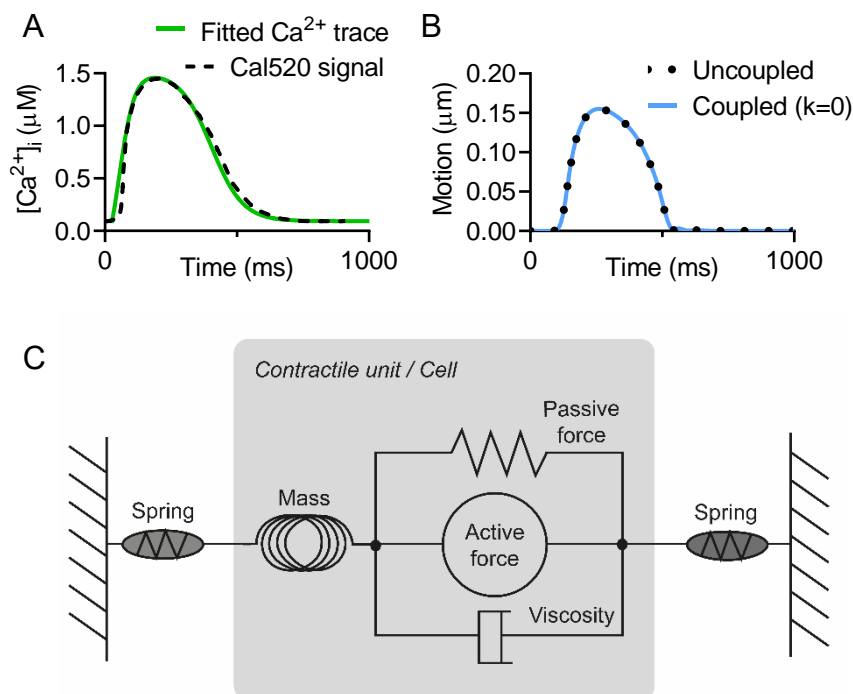 A
Fitted Ca²⁺ trace
Cal520 signal
[Ca²⁺]i (μM)
1.5
1.0
0.5
0.0
0
1000
Time (ms)
B
Uncoupled
Coupled (k=0)
Motion (μm)
0.20
0.15
0.10
0.05
0.00
0
1000
Time (ms)
C
Contractile unit / Cell
Passive
force
Spring
Mass
Active
force
Spring
Viscosity